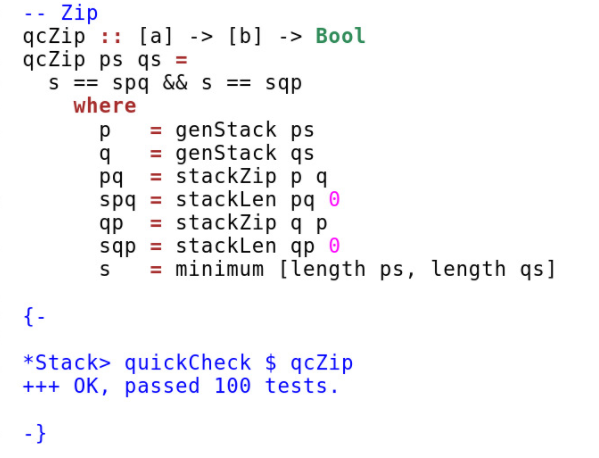 -- Zip
qcZip :: [a] -> [b] -> Bool
qcZip ps qs =
  s == spq && s == sqp
    where
      p   = genStack ps
      q   = genStack qs
      pq  = stackZip p q
      spq = stackLen pq 0
      qp  = stackZip q p
      sqp = stackLen qp 0
      s   = minimum [length ps, length qs]

{-

*Stack> quickCheck $ qcZip
+++ OK, passed 100 tests.

-}